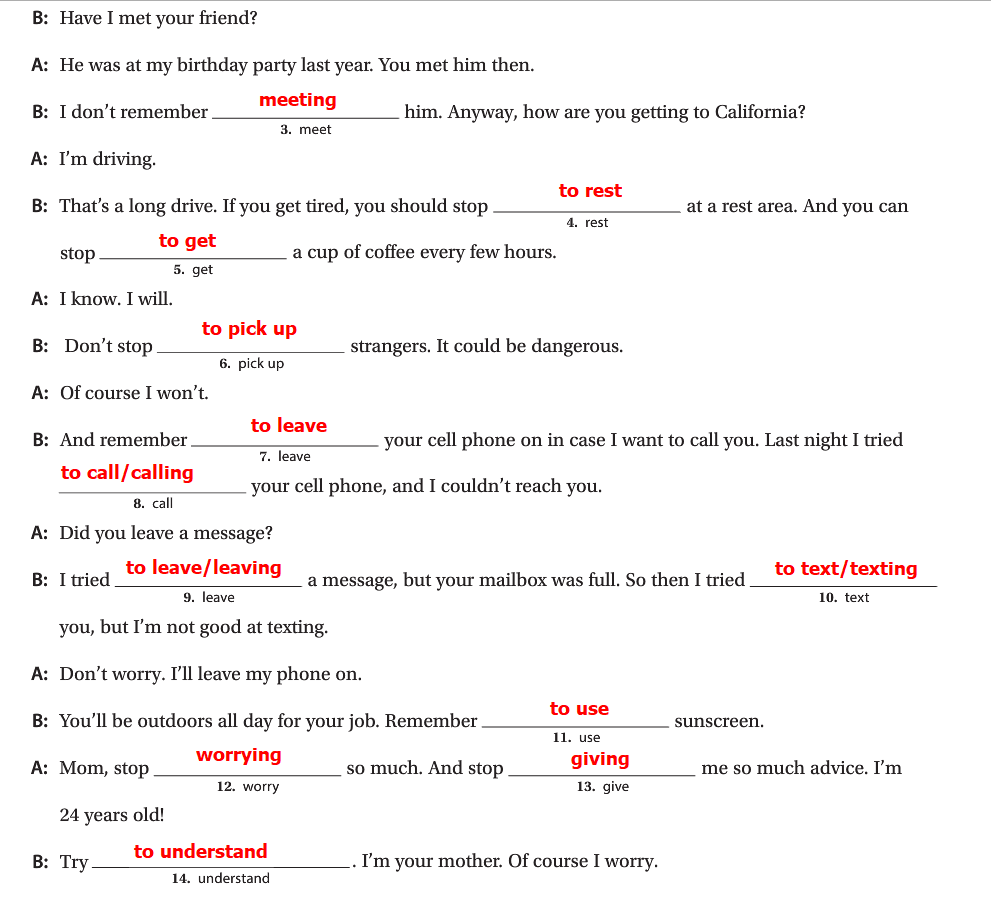 B: Have I met your friend?
A: He was at my birthday party last year. You met him then.
B: I don't remember meeting him. Anyway, how are you getting to California?
3. meet
A: I'm driving.
B: That's a long drive. If you get tired, you should stop to rest at a rest area. And you can
4. rest
stop to get a cup of coffee every few hours.
5. get
A: I know. I will.
B: Don't stop to pick up strangers. It could be dangerous.
6. pick up
A: Of course I won't.
B: And remember to leave your cell phone on in case I want to call you. Last night I tried
7. leave
to call/calling your cell phone, and I couldn't reach you.
8. call
A: Did you leave a message?
B: I tried to leave/leaving a message, but your mailbox was full. So then I tried to text/texting
9. leave 10. text
you, but I'm not good at texting.
A: Don't worry. I'll leave my phone on.
B: You'll be outdoors all day for your job. Remember to use sunscreen.
11. use
A: Mom, stop worrying so much. And stop giving me so much advice. I'm
12. worry 13. give
24 years old!
B: Try to understand. I'm your mother. Of course I worry.
14. understand